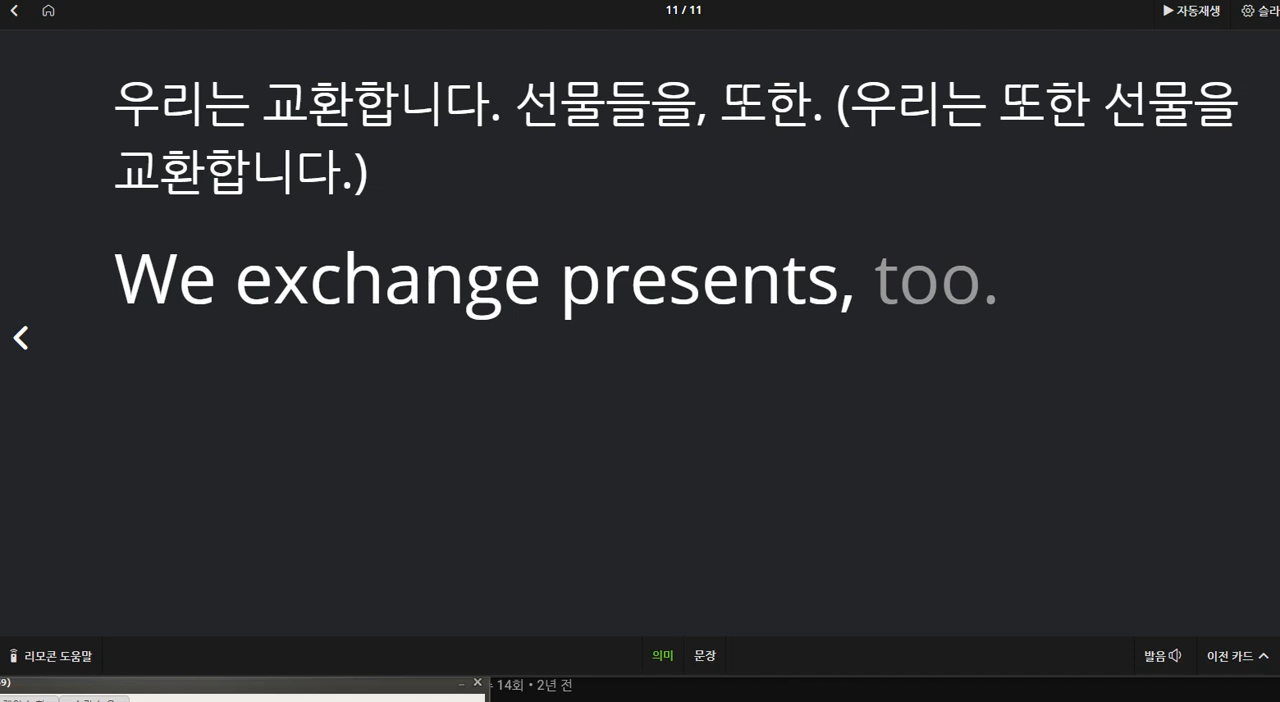 11 / 11
▶ 자동재생
슬라
우리는 교환합니다. 선물들을, 또한. (우리는 또한 선물을
교환합니다.)
We exchange presents, too.
리모콘 도움말
의미
문장
발음
이전 카드
9)
14회 • 2년 전